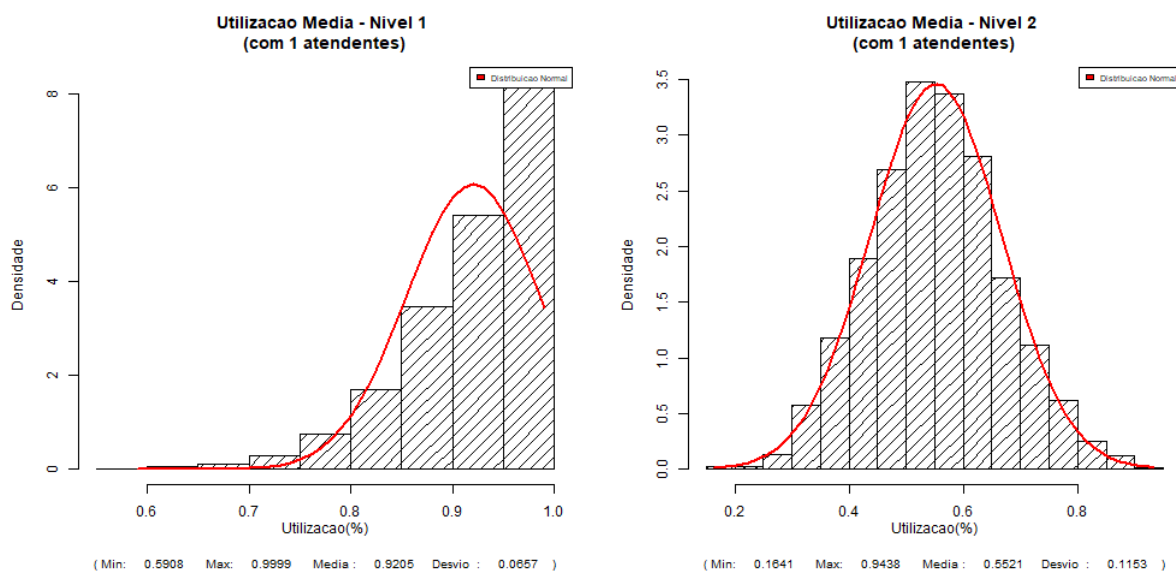 Utilizacao Media - Nivel 1
(com 1 atendentes)
Distribuicao Normal
Densidade
8
6
4
2
0
0.6 0.7 0.8 0.9 1.0
Utilizacao(%)
( Min: 0.5908 Max: 0.9999 Media : 0.9205 Desvio : 0.0657 )
Utilizacao Media - Nivel 2
(com 1 atendentes)
Distribuicao Normal
Densidade
3.5
3.0
2.5
2.0
1.5
1.0
0.5
0.0
0.2 0.4 0.6 0.8
Utilizacao(%)
( Min: 0.1641 Max: 0.9438 Media : 0.5521 Desvio : 0.1153 )